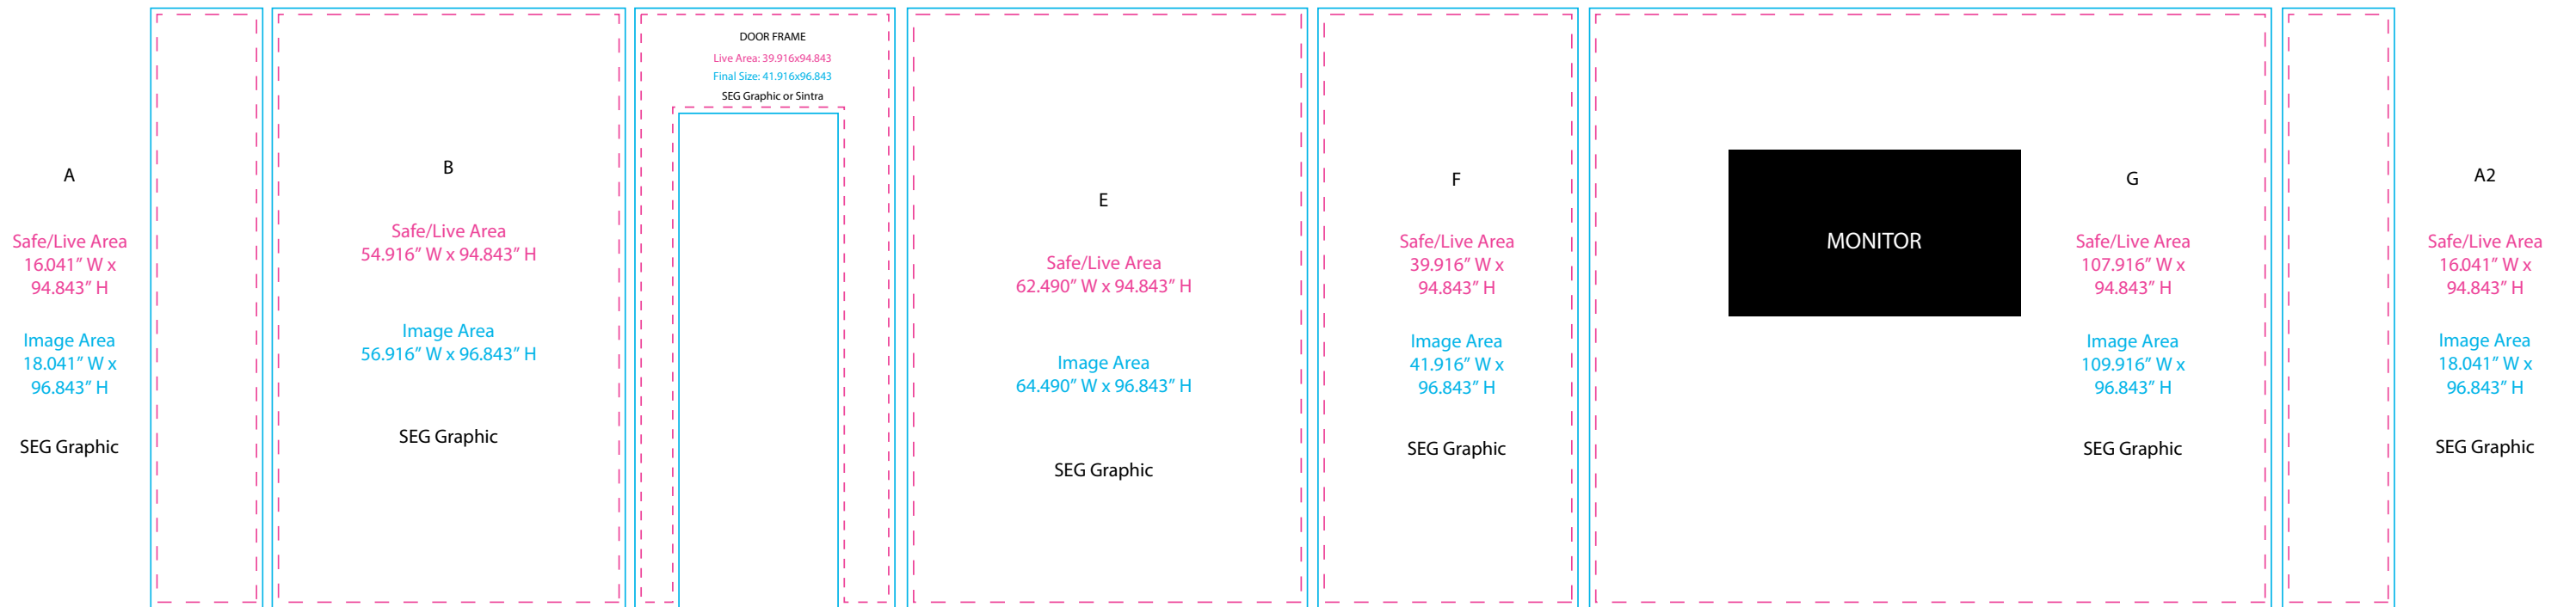 A
Safe/Live Area
16.041” W x
94.843” H
Image Area
18.041” W x
96.843” H
SEG Graphic
B
Safe/Live Area
54.916” W x 94.843” H
Image Area
56.916” W x 96.843” H
SEG Graphic
DOOR FRAME
Live Area: 39.916x94.843
Final Size: 41.916x96.843
SEG Graphic or Sintra
E
Safe/Live Area
62.490” W x 94.843” H
Image Area
64.490” W x 96.843” H
SEG Graphic
F
Safe/Live Area
39.916” W x
94.843” H
Image Area
41.916” W x
96.843” H
SEG Graphic
MONITOR
G
Safe/Live Area
107.916” W x
94.843” H
Image Area
109.916” W x
96.843” H
SEG Graphic
A2
Safe/Live Area
16.041” W x
94.843” H
Image Area
18.041” W x
96.843” H
SEG Graphic